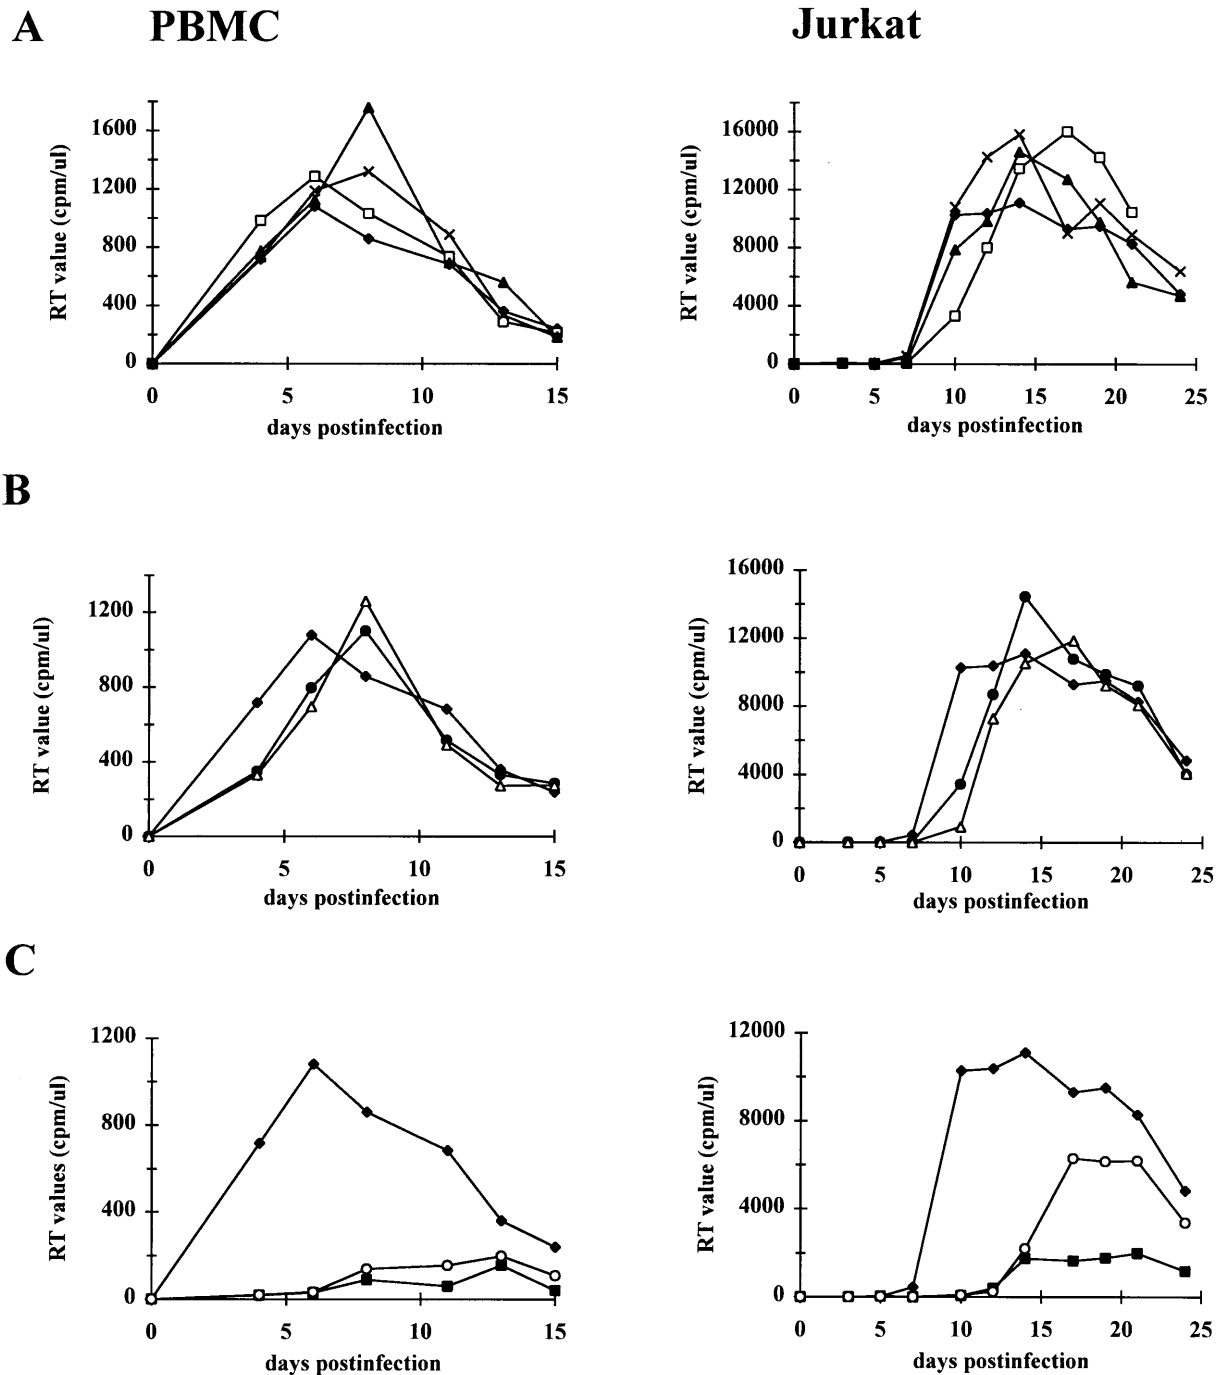 A PBMC Jurkat
1600
1200
800
400
0
RT value (cpm/ul)
0 5 10 15
days postinfection
16000
12000
8000
4000
0
RT value (cpm/ul)
0 5 10 15 20 25
days postinfection
B
1200
800
400
0
RT value (cpm/ul)
0 5 10 15
days postinfection
16000
12000
8000
4000
0
RT value (cpm/ul)
0 5 10 15 20 25
days postinfection
C
1200
800
400
0
RT values (cpm/ul)
0 5 10 15
days postinfection
12000
8000
4000
0
RT value (cpm/ul)
0 5 10 15 20 25
days postinfection